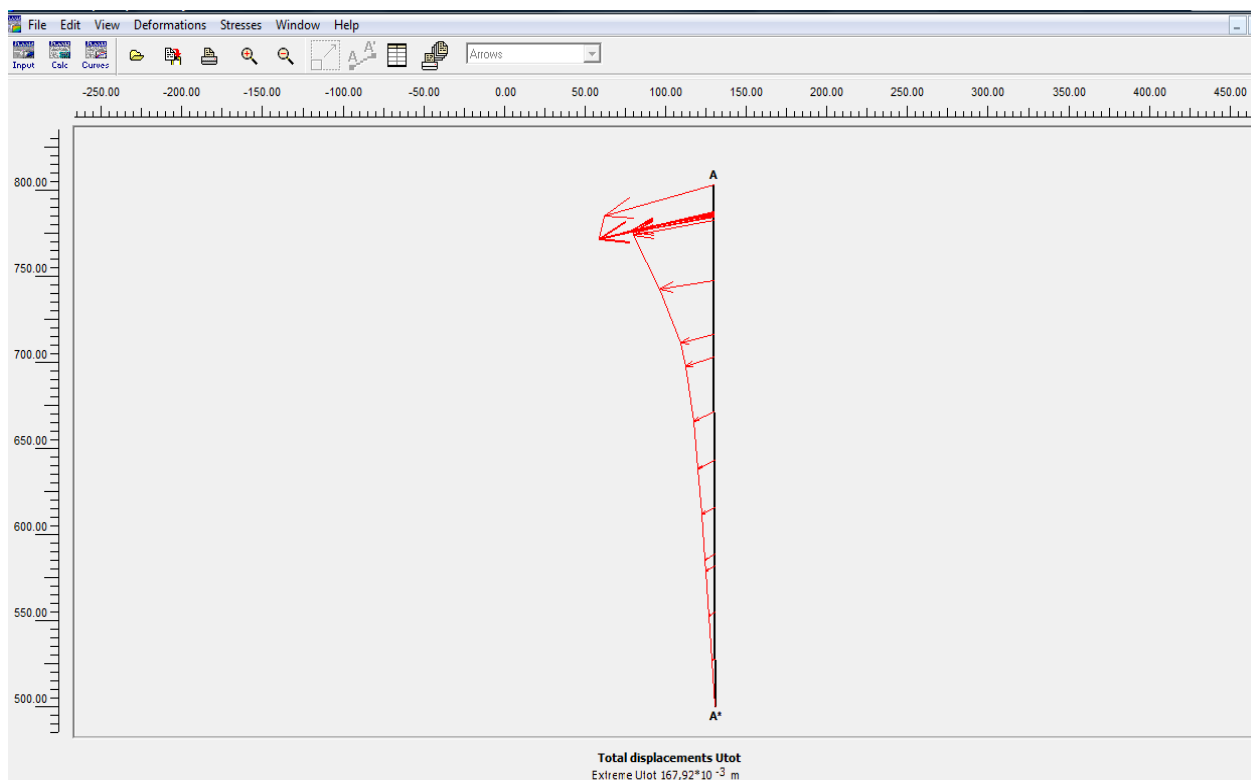 File Edit View Deformations Stresses Window Help
Input Calc Curves Arrows
-250.00 -200.00 -150.00 -100.00 -50.00 0.00 50.00 100.00 150.00 200.00 250.00 300.00 350.00 400.00 450.00
A
800.00
750.00
700.00
650.00
600.00
550.00
500.00
A*
Total displacements Utot
Extreme Utot 167,92*10 -3 m